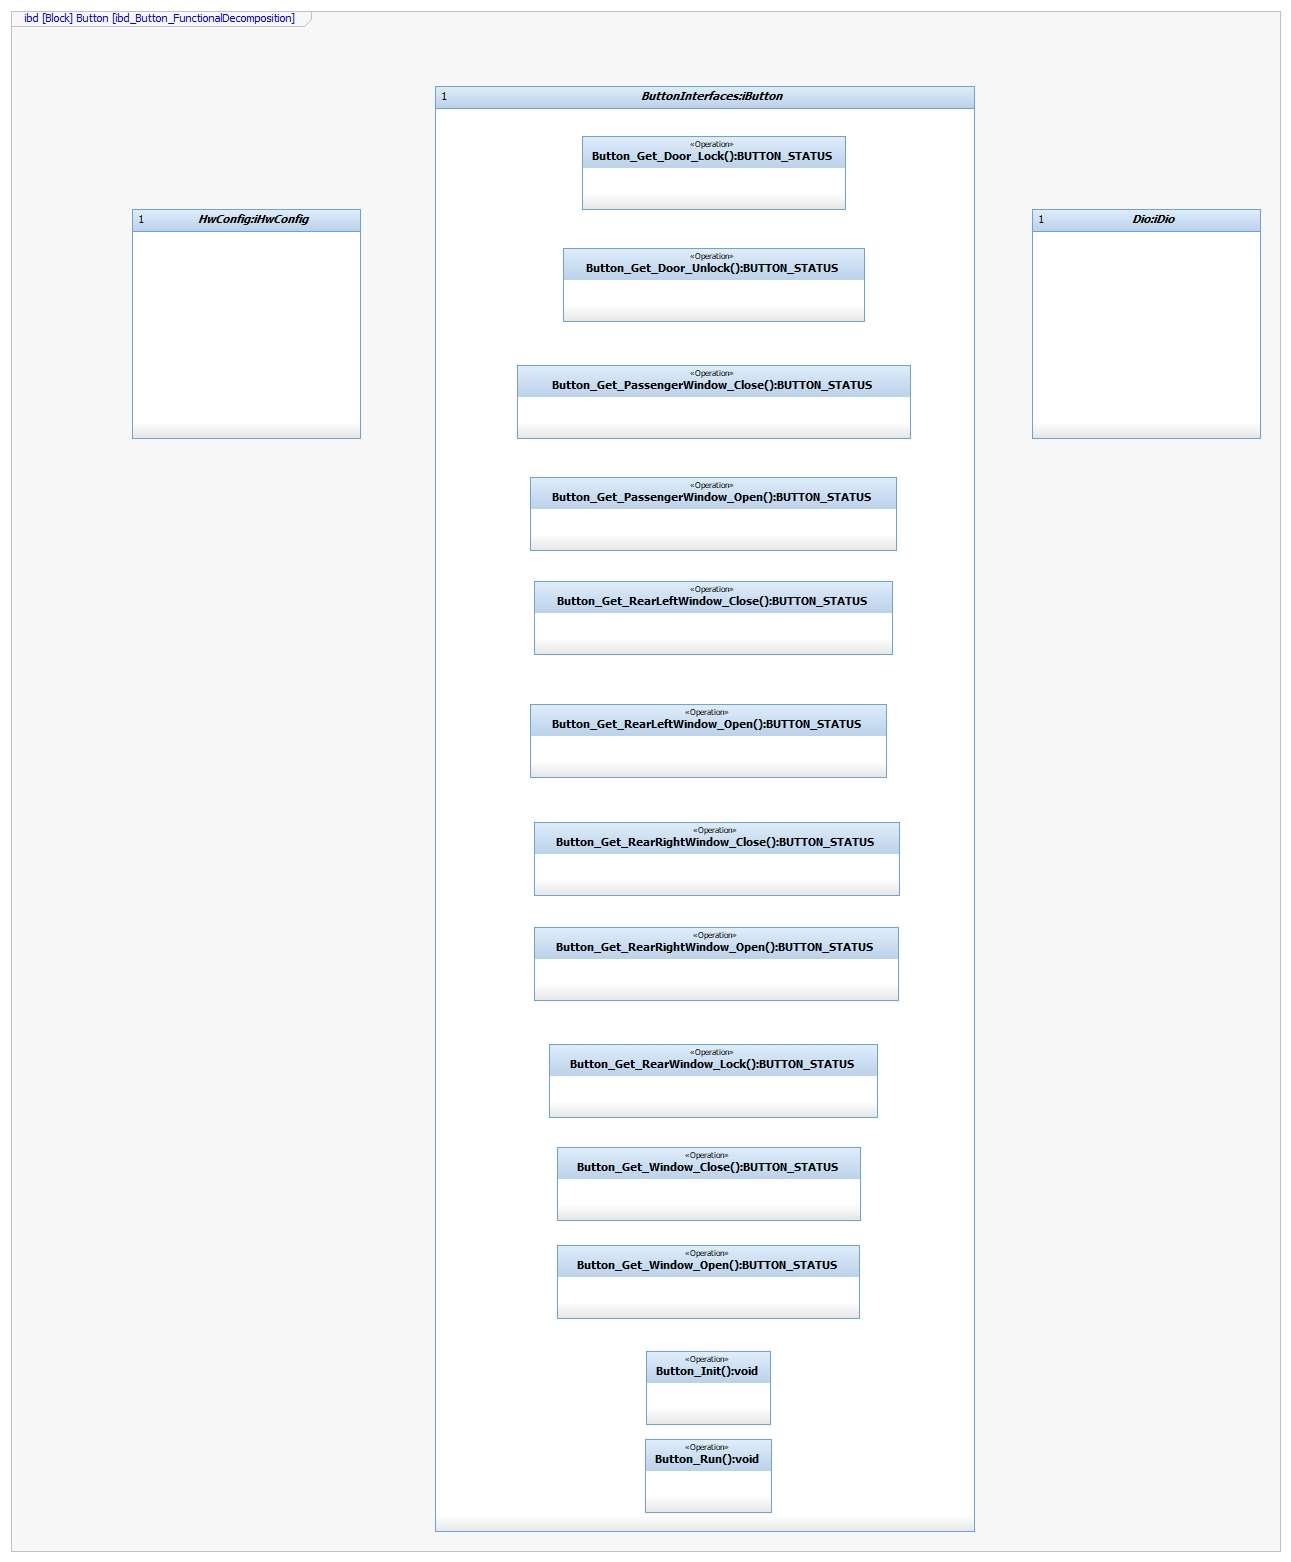 ibd [Block] Button [ibd_Button_FunctionalDecomposition]
1 ButtonInterfaces:iButton
«Operation»
Button_Get_Door_Lock():BUTTON_STATUS
1 HwConfig:iHwConfig
1 Dio:iDio
«Operation»
Button_Get_Door_Unlock():BUTTON_STATUS
«Operation»
Button_Get_PassengerWindow_Close():BUTTON_STATUS
«Operation»
Button_Get_PassengerWindow_Open():BUTTON_STATUS
«Operation»
Button_Get_RearLeftWindow_Close():BUTTON_STATUS
«Operation»
Button_Get_RearLeftWindow_Open():BUTTON_STATUS
«Operation»
Button_Get_RearRightWindow_Close():BUTTON_STATUS
«Operation»
Button_Get_RearRightWindow_Open():BUTTON_STATUS
«Operation»
Button_Get_RearWindow_Lock():BUTTON_STATUS
«Operation»
Button_Get_Window_Close():BUTTON_STATUS
«Operation»
Button_Get_Window_Open():BUTTON_STATUS
«Operation»
Button_Init():void
«Operation»
Button_Run():void